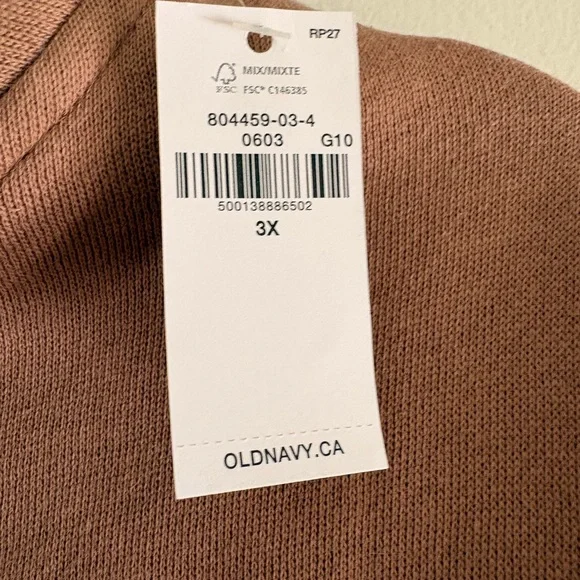 RP27
MIX/MIXTE
FSC FSC® C146385
804459-03-4
0603 G10
500138886502
3X
OLDNAVY.CA